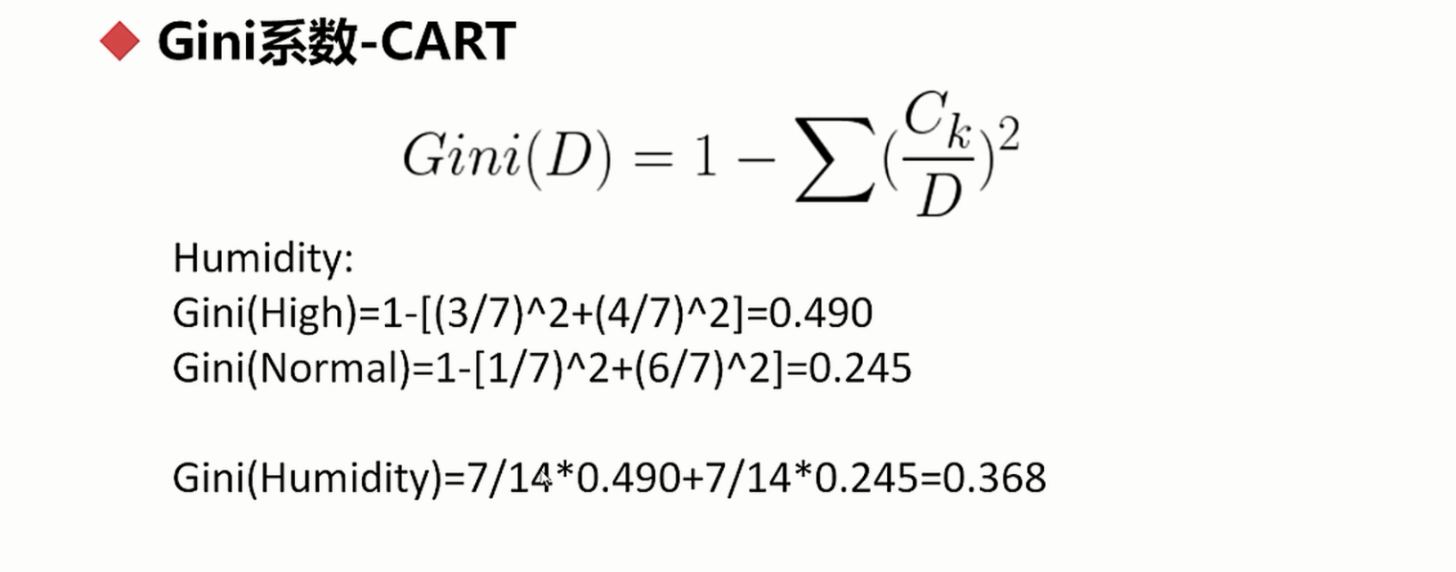 Gini系数-CART
Gini(D) = 1 - ∑(C_k/D)^2
Humidity:
Gini(High)=1-[(3/7)^2+(4/7)^2]=0.490
Gini(Normal)=1-[1/7)^2+(6/7)^2]=0.245
Gini(Humidity)=7/14*0.490+7/14*0.245=0.368